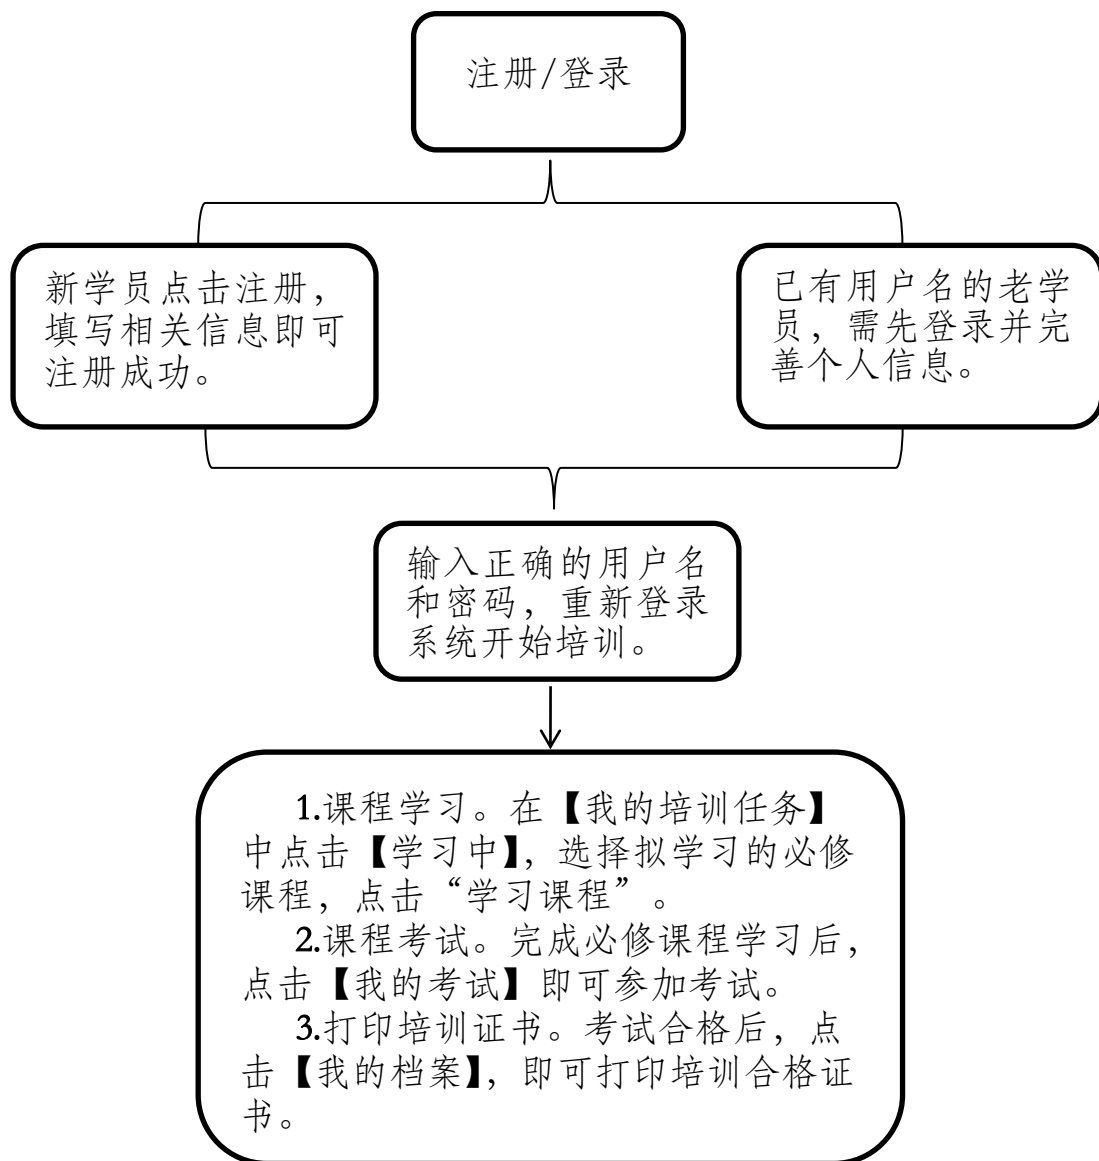 注册/登录
新学员点击注册，
填写相关信息即可
注册成功。
已有用户名的老学
员，需先登录并完
善个人信息。
输入正确的用户名
和密码，重新登录
系统开始培训。
1.课程学习。在【我的培训任务】
中点击【学习中】，选择拟学习的必修
课程，点击“学习课程”。
2.课程考试。完成必修课程学习后，
点击【我的考试】即可参加考试。
3.打印培训证书。考试合格后，点
击【我的档案】，即可打印培训合格证
书。